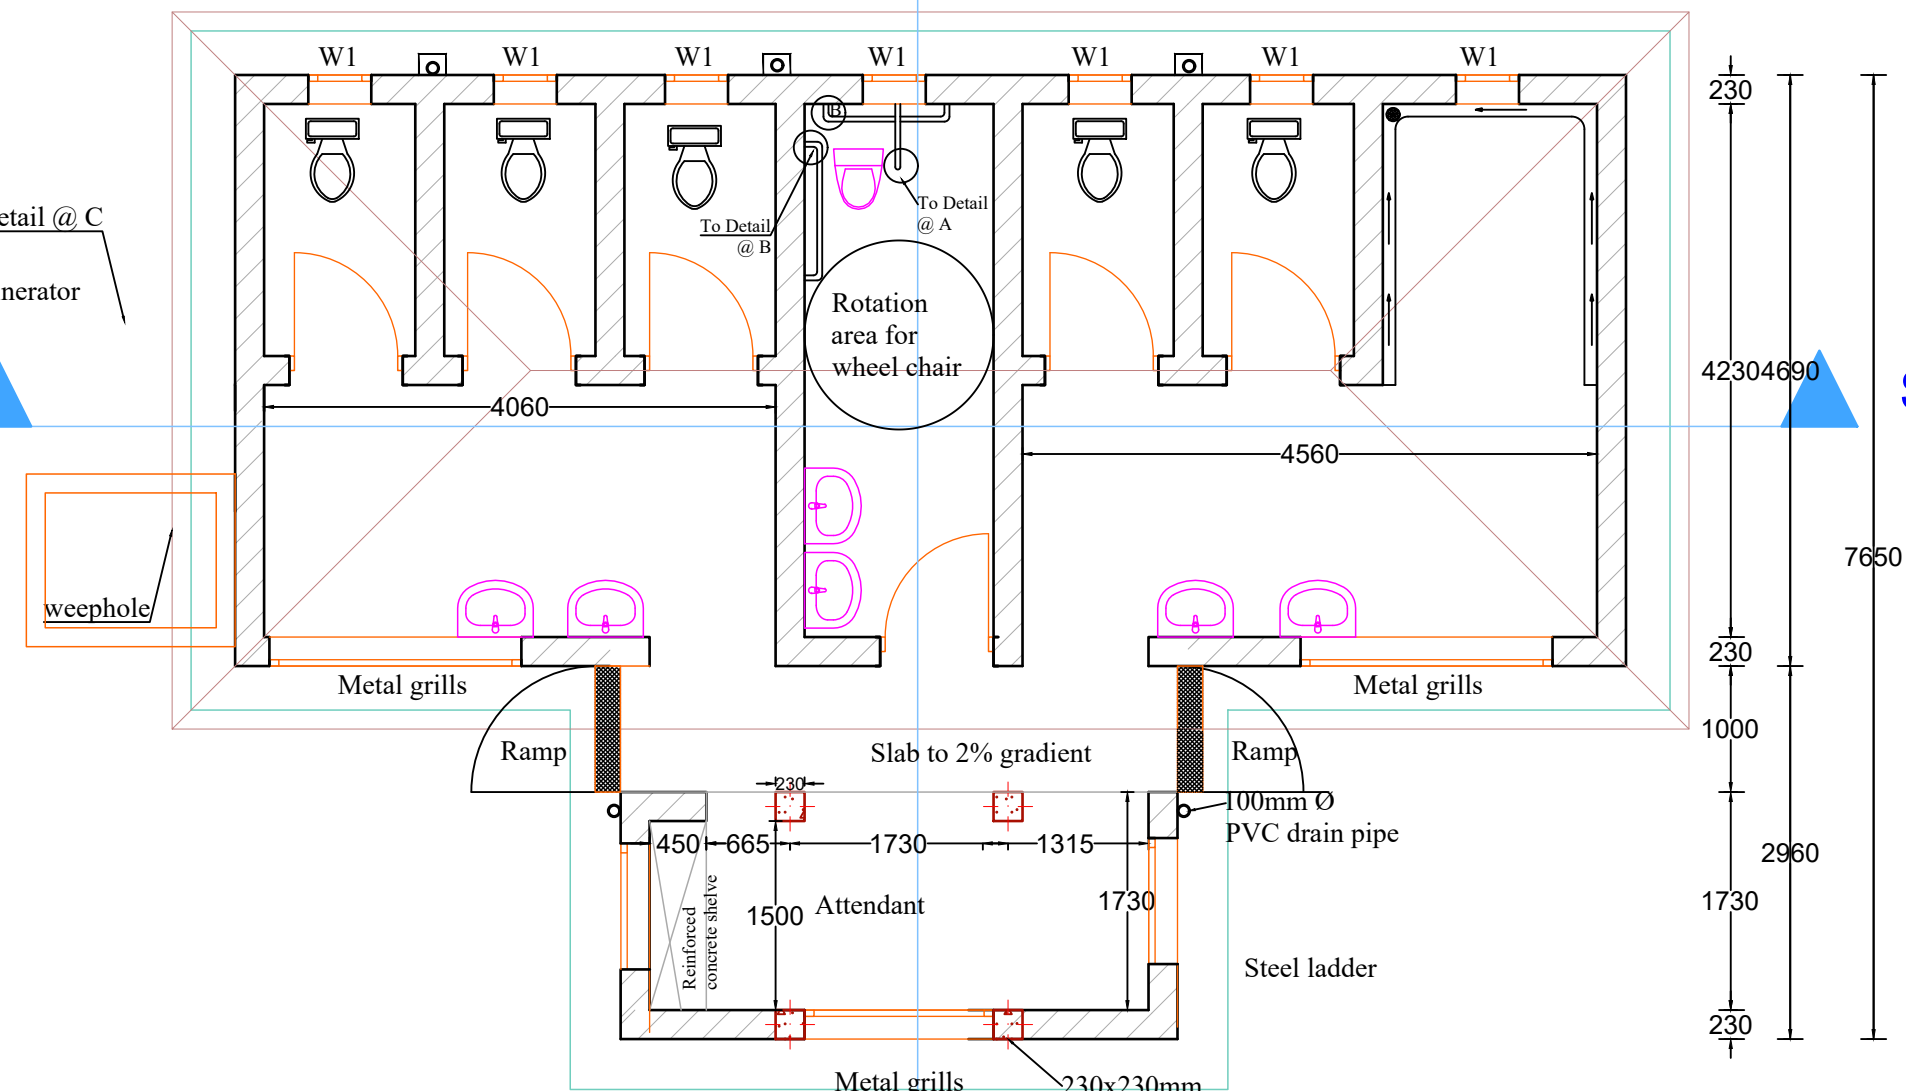 W1
W1
W1
W1
W1
W1
W1
230
B
etail @ C
To Detail
@ A
To Detail
@ B
nerator
Rotation
area for
wheel chair
4230
4690
4060
4560
7650
weephole
230
Metal grills
Metal grills
1000
Ramp
Slab to 2% gradient
Ramp
230
100mm Ø
PVC drain pipe
450
665
1730
1315
2960
Reinforced
concrete shelve
1500
Attendant
1730
1730
Steel ladder
230
Metal grills
230x230mm